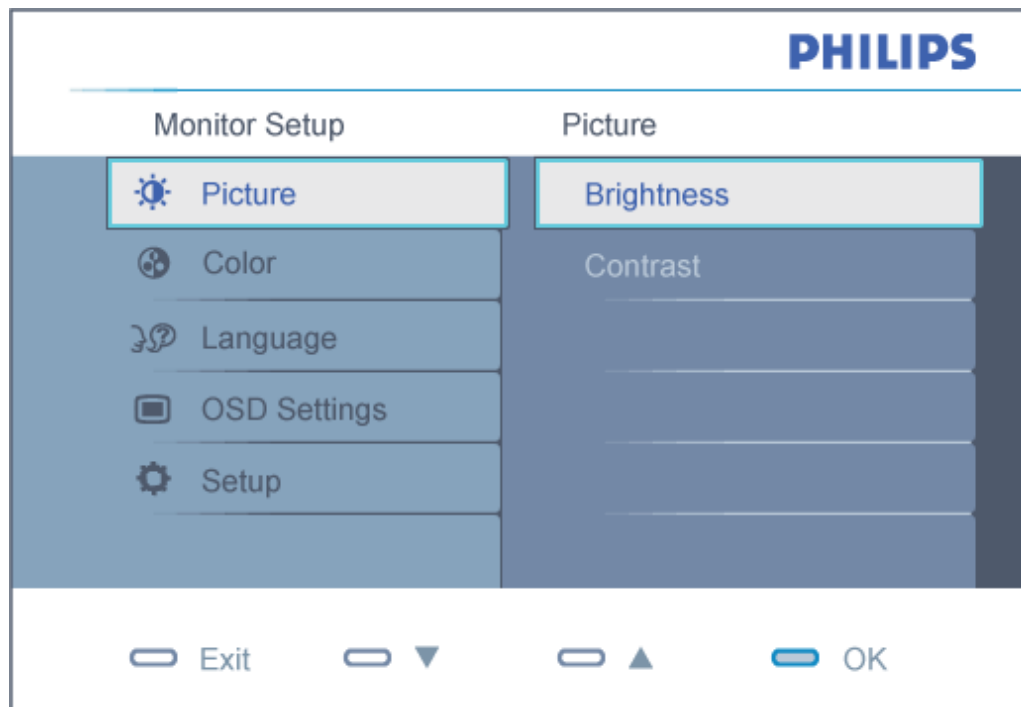 PHILIPS
Monitor Setup
Picture
Picture
Brightness
Color
Contrast
Language
OSD Settings
Setup
Exit ▼ ▲ OK